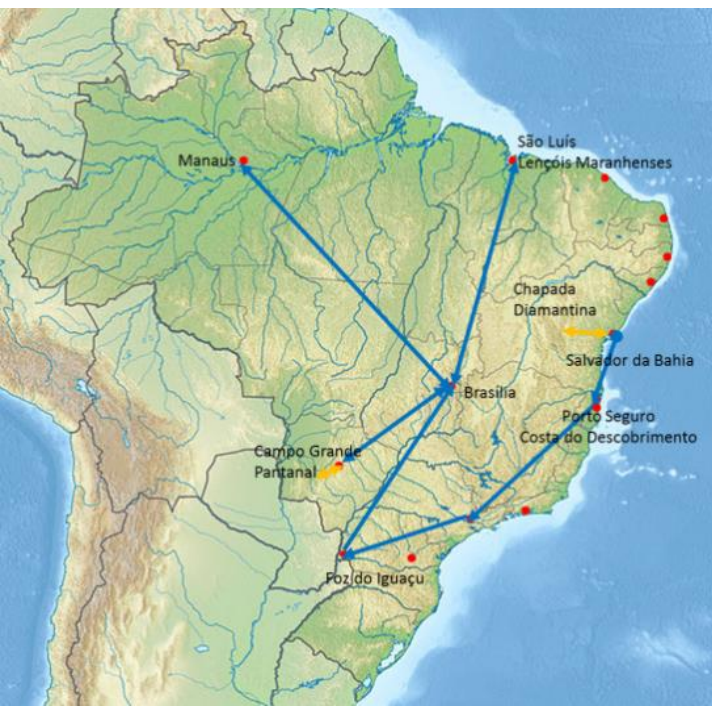 São Luís
Manaus
Lençóis Maranhenses
Chapada
Diamantina
Salvador da Bahia
Brasília
Porto Seguro
Costa do Descobrimento
Campo Grande
Pantanal
Foz do Iguaçu